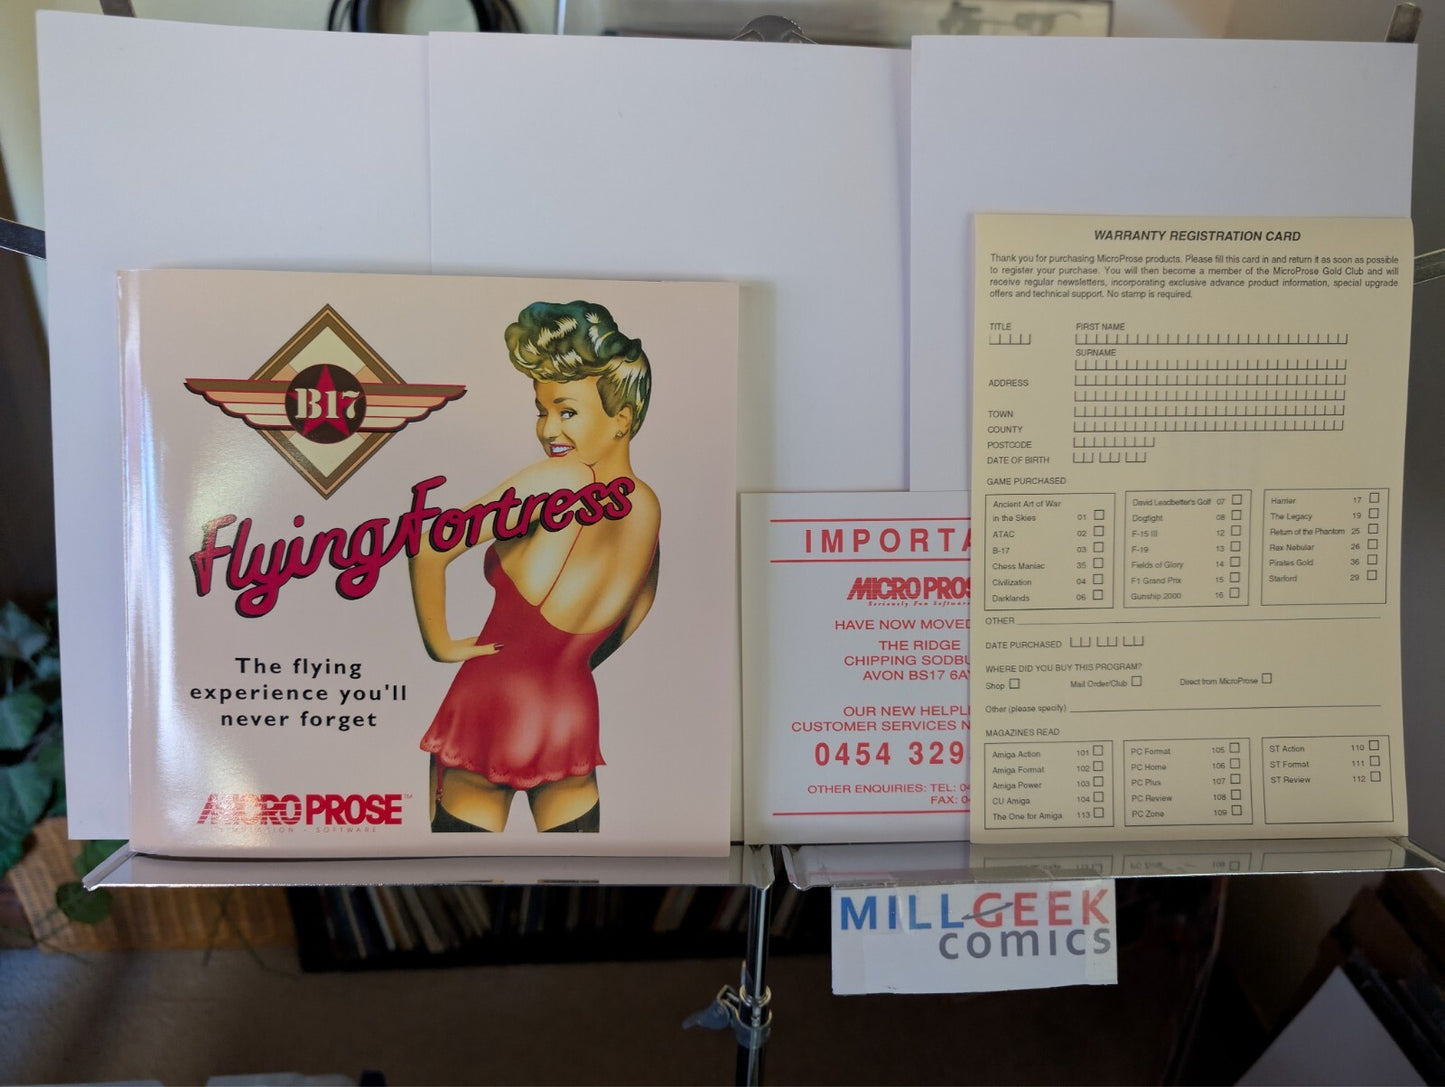 B17
Flying Fortress
The flying
experience you'll
never forget
MICRO PROSE™
SIMULATION • SOFTWARE
IMPORTA
MICRO PROS
Seriously Fun Softwar
HAVE NOW MOVED
THE RIDGE
CHIPPING SODBU
AVON BS17 6AY
OUR NEW HELPLI
CUSTOMER SERVICES N
0454 329
OTHER ENQUIRIES: TEL: 04
FAX: 04
WARRANTY REGISTRATION CARD
Thank you for purchasing MicroProse products. Please fill this card in and return it as soon as possible
to register your purchase. You will then become a member of the MicroProse Gold Club and will
receive regular newsletters, incorporating exclusive advance product information, special upgrade
offers and technical support. No stamp is required.
TITLE FIRST NAME
SURNAME
ADDRESS
TOWN
COUNTY
POSTCODE
DATE OF BIRTH
GAME PURCHASED
Ancient Art of War
in the Skies 01
ATAC 02
B-17 03
Chess Maniac 35
Civilization 04
Darklands 06
David Leadbetter's Golf 07
Dogfight 08
F-15 III 12
F-19 13
Fields of Glory 14
F1 Grand Prix 15
Gunship 2000 16
Harrier 17
The Legacy 19
Return of the Phantom 25
Rex Nebular 26
Pirates Gold 36
Starlord 29
OTHER
DATE PURCHASED
WHERE DID YOU BUY THIS PROGRAM?
Shop Mail Order/Club Direct from MicroProse
Other (please specify)
MAGAZINES READ
Amiga Action 101
Amiga Format 102
Amiga Power 103
CU Amiga 104
The One for Amiga 113
PC Format 105
PC Home 106
PC Plus 107
PC Review 108
PC Zone 109
ST Action 110
ST Format 111
ST Review 112
MILLGEEK
comics